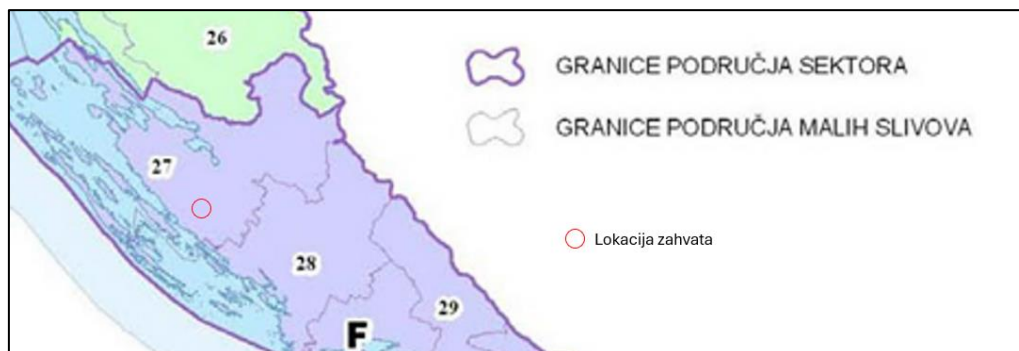 26
GRANICE PODRUČJA SEKTORA
GRANICE PODRUČJA MALIH SLIVOVA
27
Lokacija zahvata
28
29
F